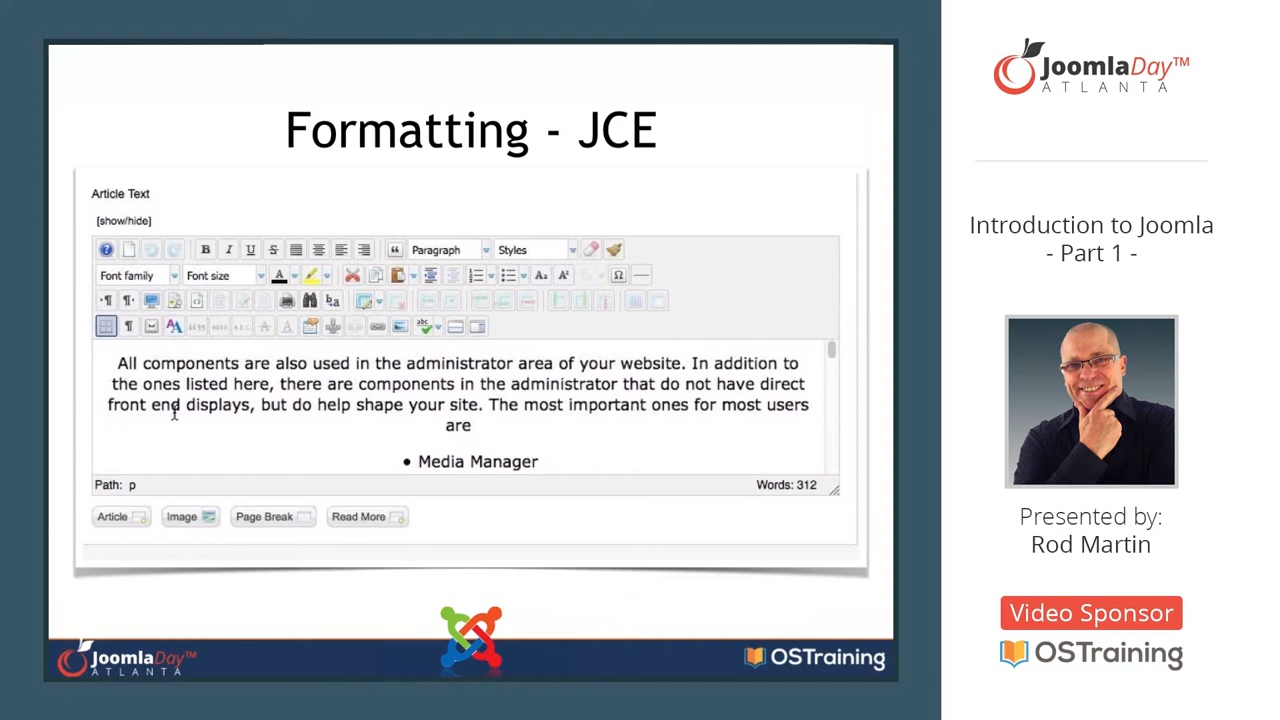 Formatting - JCE
Article Text
[show/hide]
B I U S Paragraph Styles
Font family Font size A A₂ A² Ω
All components are also used in the administrator area of your website. In addition to
the ones listed here, there are components in the administrator that do not have direct
front end displays, but do help shape your site. The most important ones for most users
are
• Media Manager
Path: p
Words: 312
Article Image Page Break Read More
JoomlaDay™
ATLANTA
OSTraining
JoomlaDay™
ATLANTA
Introduction to Joomla
- Part 1 -
Presented by:
Rod Martin
Video Sponsor
OSTraining